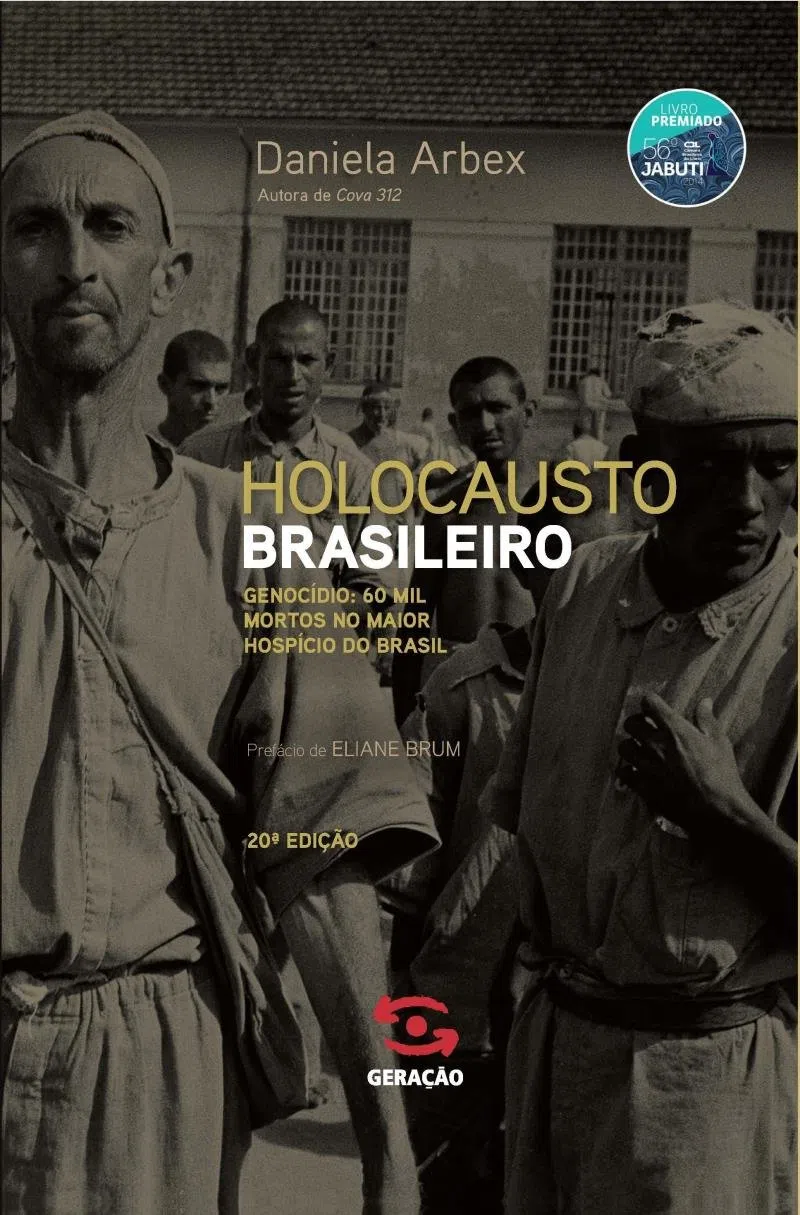 Daniela Arbex
Autora de Cova 312
LIVRO
PREMIADO
56º
JABUTI
2014
HOLOCAUSTO
BRASILEIRO
GENOCÍDIO: 60 MIL
MORTOS NO MAIOR
HOSPÍCIO DO BRASIL
Prefácio de ELIANE BRUM
20ª EDIÇÃO
GERAÇÃO